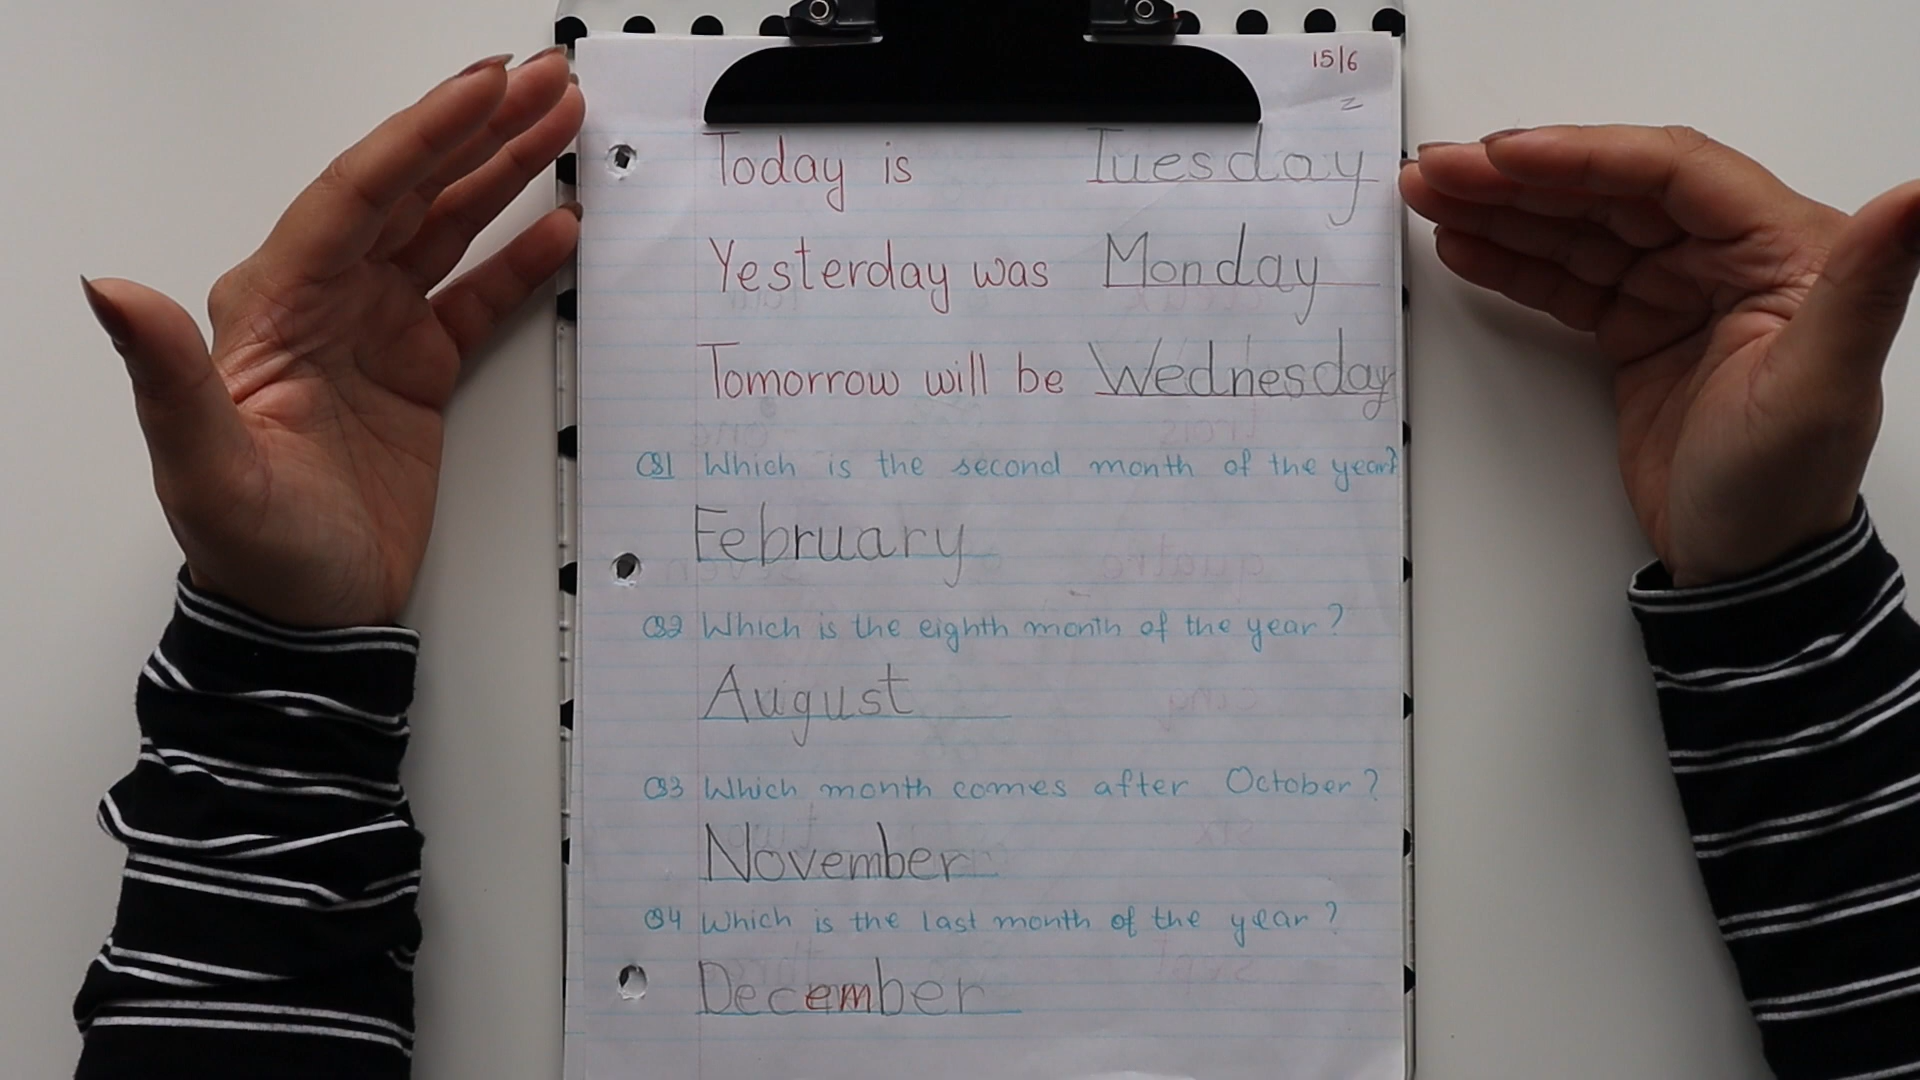 15/6
Today is Tuesday
Yesterday was Monday
Tomorrow will be Wednesday
Q1 Which is the second month of the year?
February
Q2 Which is the eighth month of the year?
August
Q3 Which month comes after October?
November
Q4 Which is the last month of the year?
December